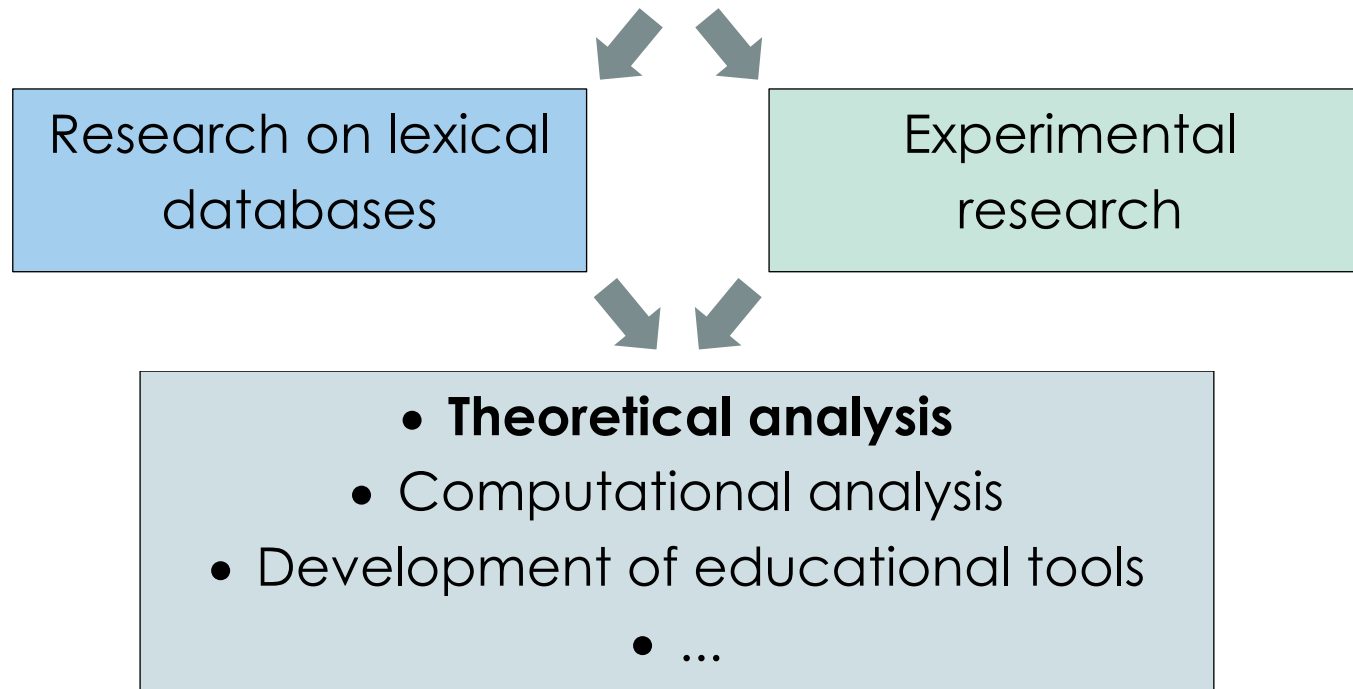 Research on lexical
databases
Experimental
research
• Theoretical analysis
• Computational analysis
• Development of educational tools
• ...